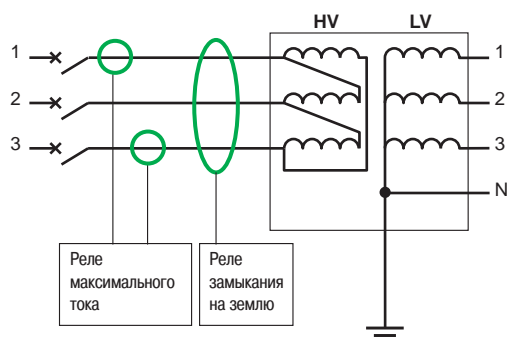 HV LV
1 1
2 2
3 3
N
Реле
максимального
тока
Реле
замыкания
на землю